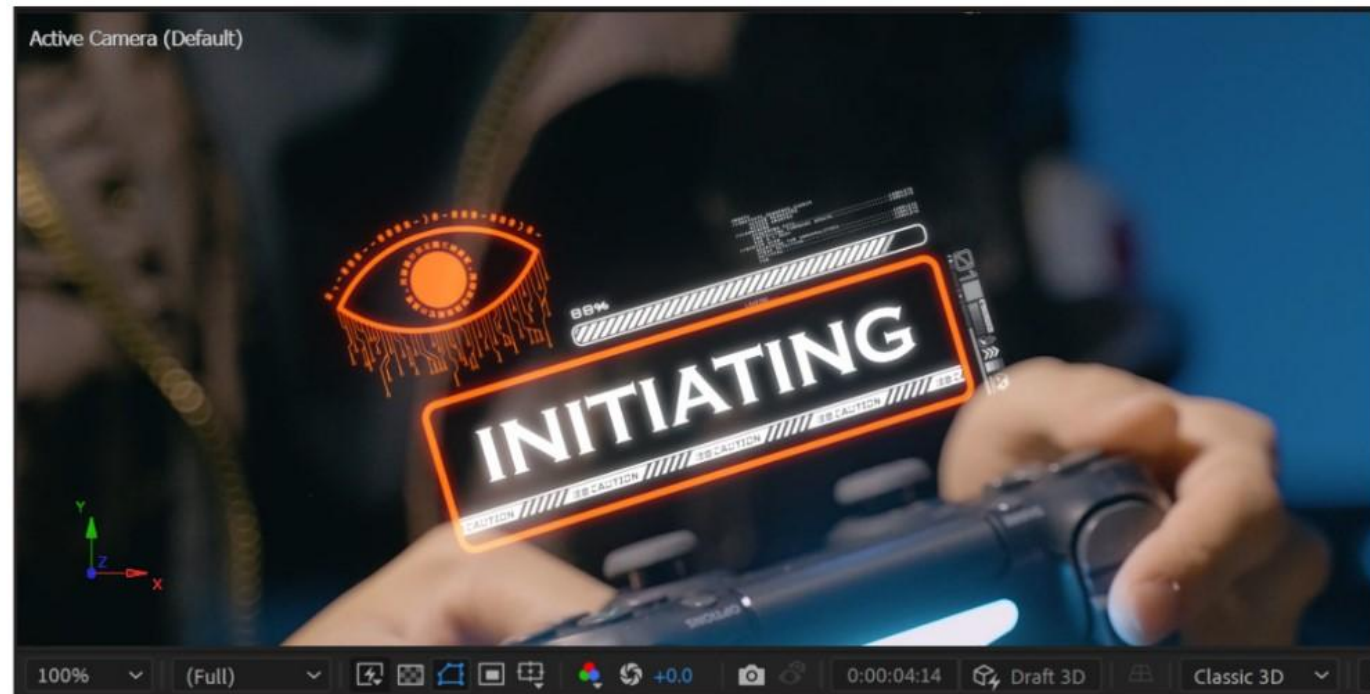 Active Camera (Default)
88%
INITIATING
CAUTION CAUTION CAUTION CAUTION
OPTIONS
Y
Z
X
100% (Full) +0.0 0:00:04:14 Draft 3D Classic 3D